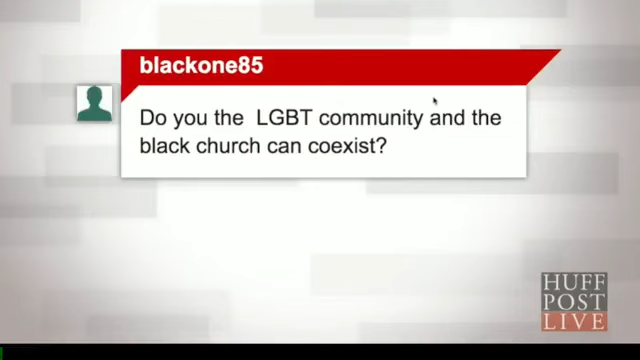 blackone85
Do you the LGBT community and the
black church can coexist?
HUFF
POST
LIVE